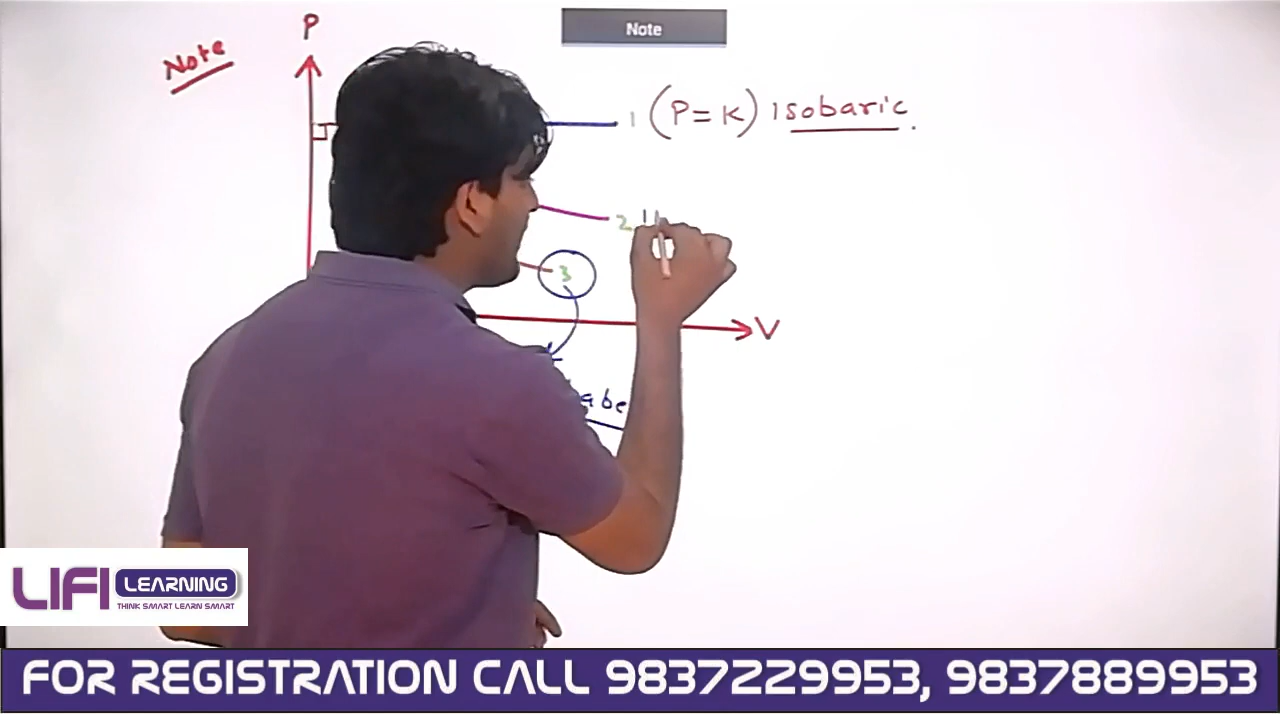 Note
P
Note
1 (P=K) Isobaric.
2
3
V
LIFI LEARNING
THINK SMART LEARN SMART
FOR REGISTRATION CALL 9837229953, 9837889953